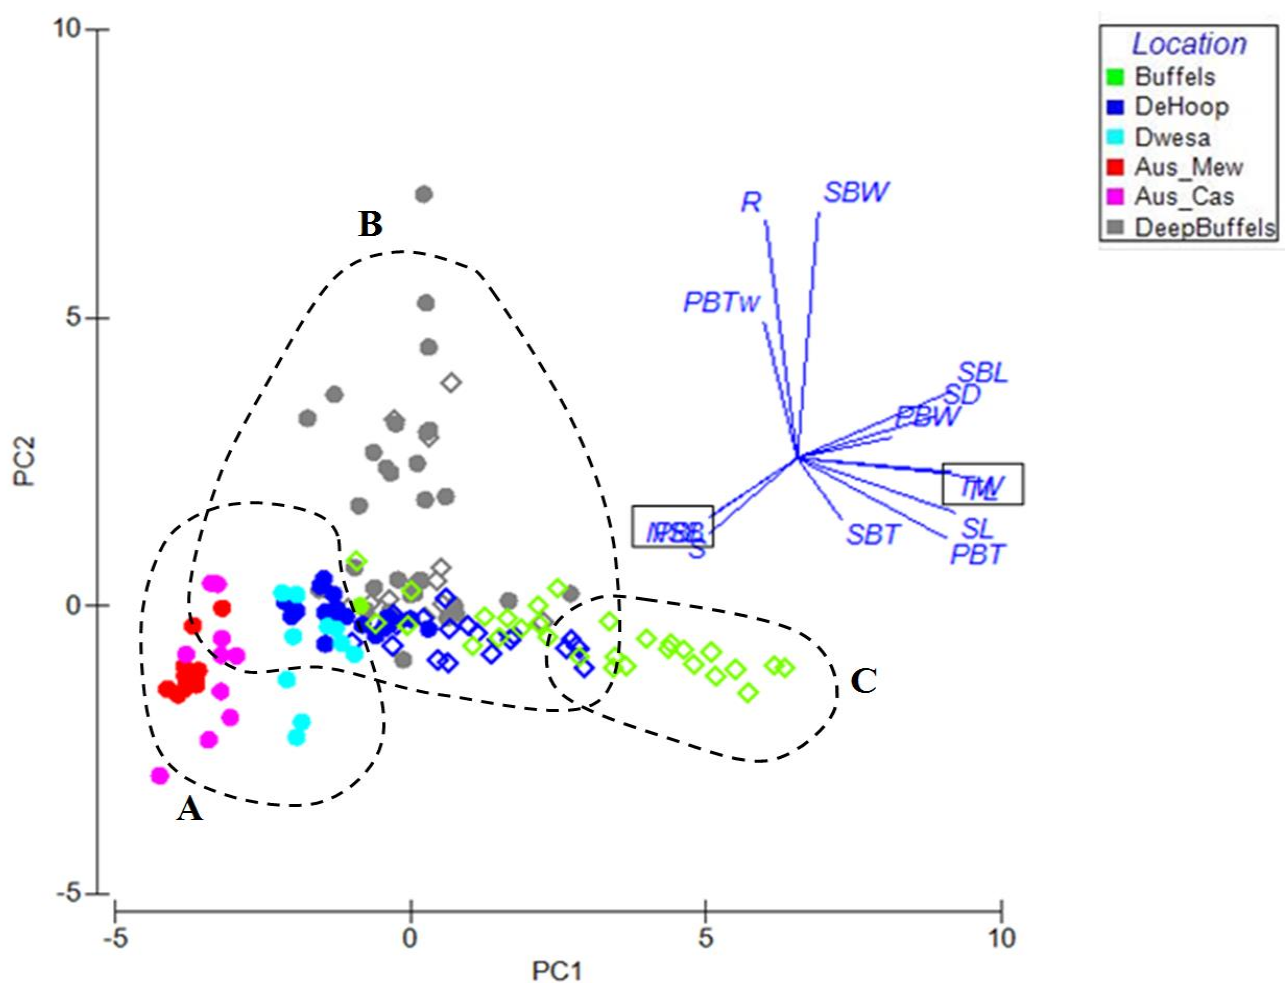 10
5
0
-5
PC2
-5
0
5
10
PC1
A
B
C
R
SBW
PBTw
SBL
SD
PBW
SL
SBT
PBT
S
Location
Buffels
DeHoop
Dwesa
Aus_Mew
Aus_Cas
DeepBuffels